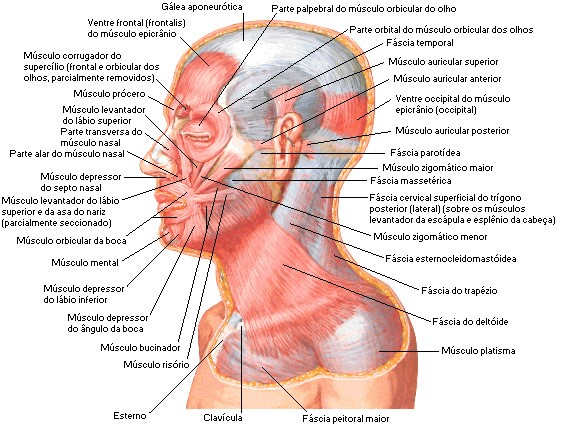 Gálea aponeurótica
Parte palpebral do músculo orbicular do olho
Ventre frontal (frontalis)
do músculo epicrânio
Parte orbital do músculo orbicular dos olhos
Fáscia temporal
Músculo corrugador do
supercílio (frontal e orbicular dos
olhos, parcialmente removidos)
Músculo auricular superior
Músculo auricular anterior
Músculo prócero
Músculo levantador
do lábio superior
Ventre occipital do músculo
epicrânio (occipital)
Parte transversa do
músculo nasal
Músculo auricular posterior
Parte alar do músculo nasal
Fáscia parotídea
Músculo depressor
do septo nasal
Músculo zigomático maior
Fáscia massetérica
Músculo levantador do lábio
superior e da asa do nariz
(parcialmente seccionado)
Fáscia cervical superficial do trígono
posterior (lateral) (sobre os músculos
levantador da escápula e esplênio da cabeça)
Músculo orbicular da boca
Músculo zigomático menor
Músculo mental
Fáscia esternocleidomastóidea
Músculo depressor
do lábio inferior
Fáscia do trapézio
Músculo depressor
do ângulo da boca
Fáscia do deltóide
Músculo bucinador
Músculo platisma
Músculo risório
Esterno
Clavícula
Fáscia peitoral maior